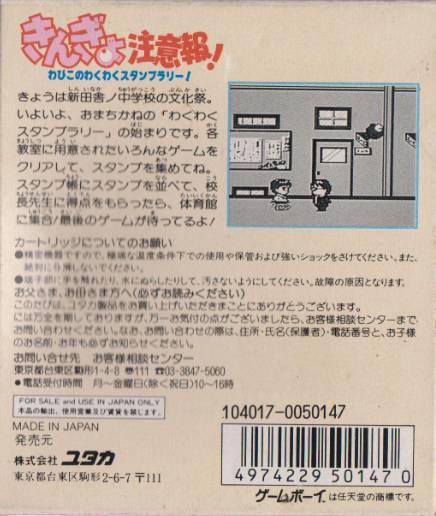 きんぎょ注意報!
わぴこのわくわくスタンプラリー!
きょうは新田舎ノ中学校の文化祭。
いよいよ、おまちかねの「わくわく
スタンプラリー」の始まりです。各
教室に用意されたいろんなゲームを
クリアして、スタンプを集めてね。
スタンプ帳にスタンプを並べて、校
長先生に得点をもらったら、体育館
に集合!最後のゲームが待ってるぞ!
カートリッジについてのお願い
●精密機器ですので、極端な温度条件下での使用や保管および強いショックをさけてください。また、
絶対に分解しないでください。
●端子部に手を触れたり、水にぬらしたりして、汚さないようにしてください。故障の原因となります。
お父さま、お母さま方へ(必ずお読みください)
このたびは、ユタカ製品をお買い上げいただきまことにありがとうございます。
には万全を期しておりますが、万一お気付の点がございましたら、お客様相談センターまで
お問い合わせください。なお、お問い合わせの際は、住所・氏名(保護者)・電話番号と、お子様
のお名前・お年も必ずお知らせください。
お問い合せ先 お客様相談センター
東京都台東区駒形1-4-8 〒111 ☎03-3847-5060
●電話受付時間 月～金曜日(除く祝日)10～16時
FOR SALE and USE IN JAPAN ONLY
本品の輸出、使用営業及び賃貸を禁じます。
104017-0050147
MADE IN JAPAN
発売元
株式会社 ユタカ
東京都台東区駒形2-6-7 〒111
4 974229 501470
ゲームボーイは任天堂の商標です。